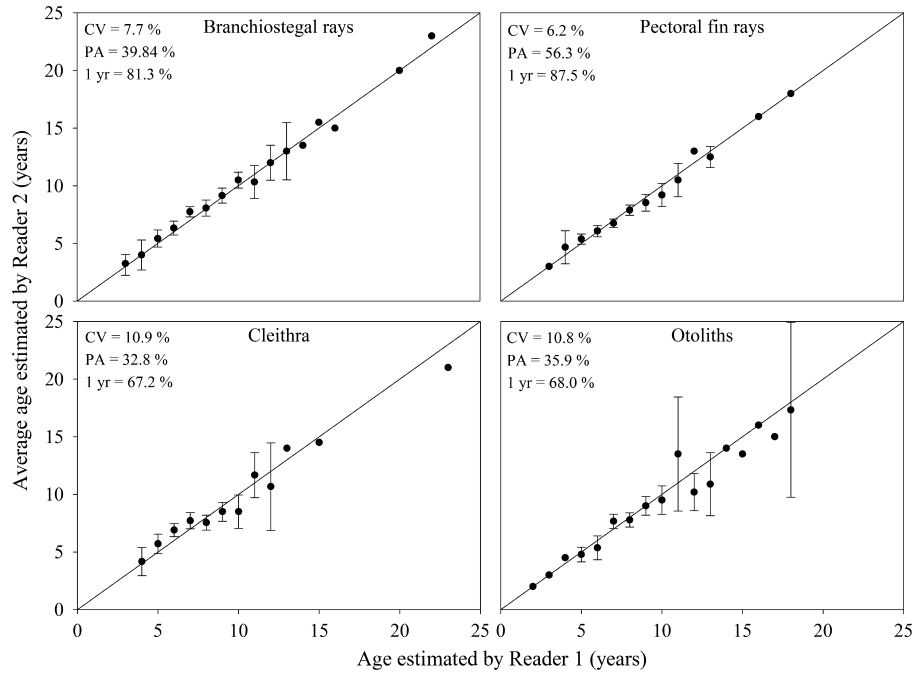 Branchiostegal rays
CV = 7.7 %
PA = 39.84 %
1 yr = 81.3 %
25
20
15
10
5
0
Pectoral fin rays
CV = 6.2 %
PA = 56.3 %
1 yr = 87.5 %
Average age estimated by Reader 2 (years)
Cleithra
CV = 10.9 %
PA = 32.8 %
1 yr = 67.2 %
25
20
15
10
5
0
0 5 10 15 20 25
Otoliths
CV = 10.8 %
PA = 35.9 %
1 yr = 68.0 %
0 5 10 15 20 25
Age estimated by Reader 1 (years)